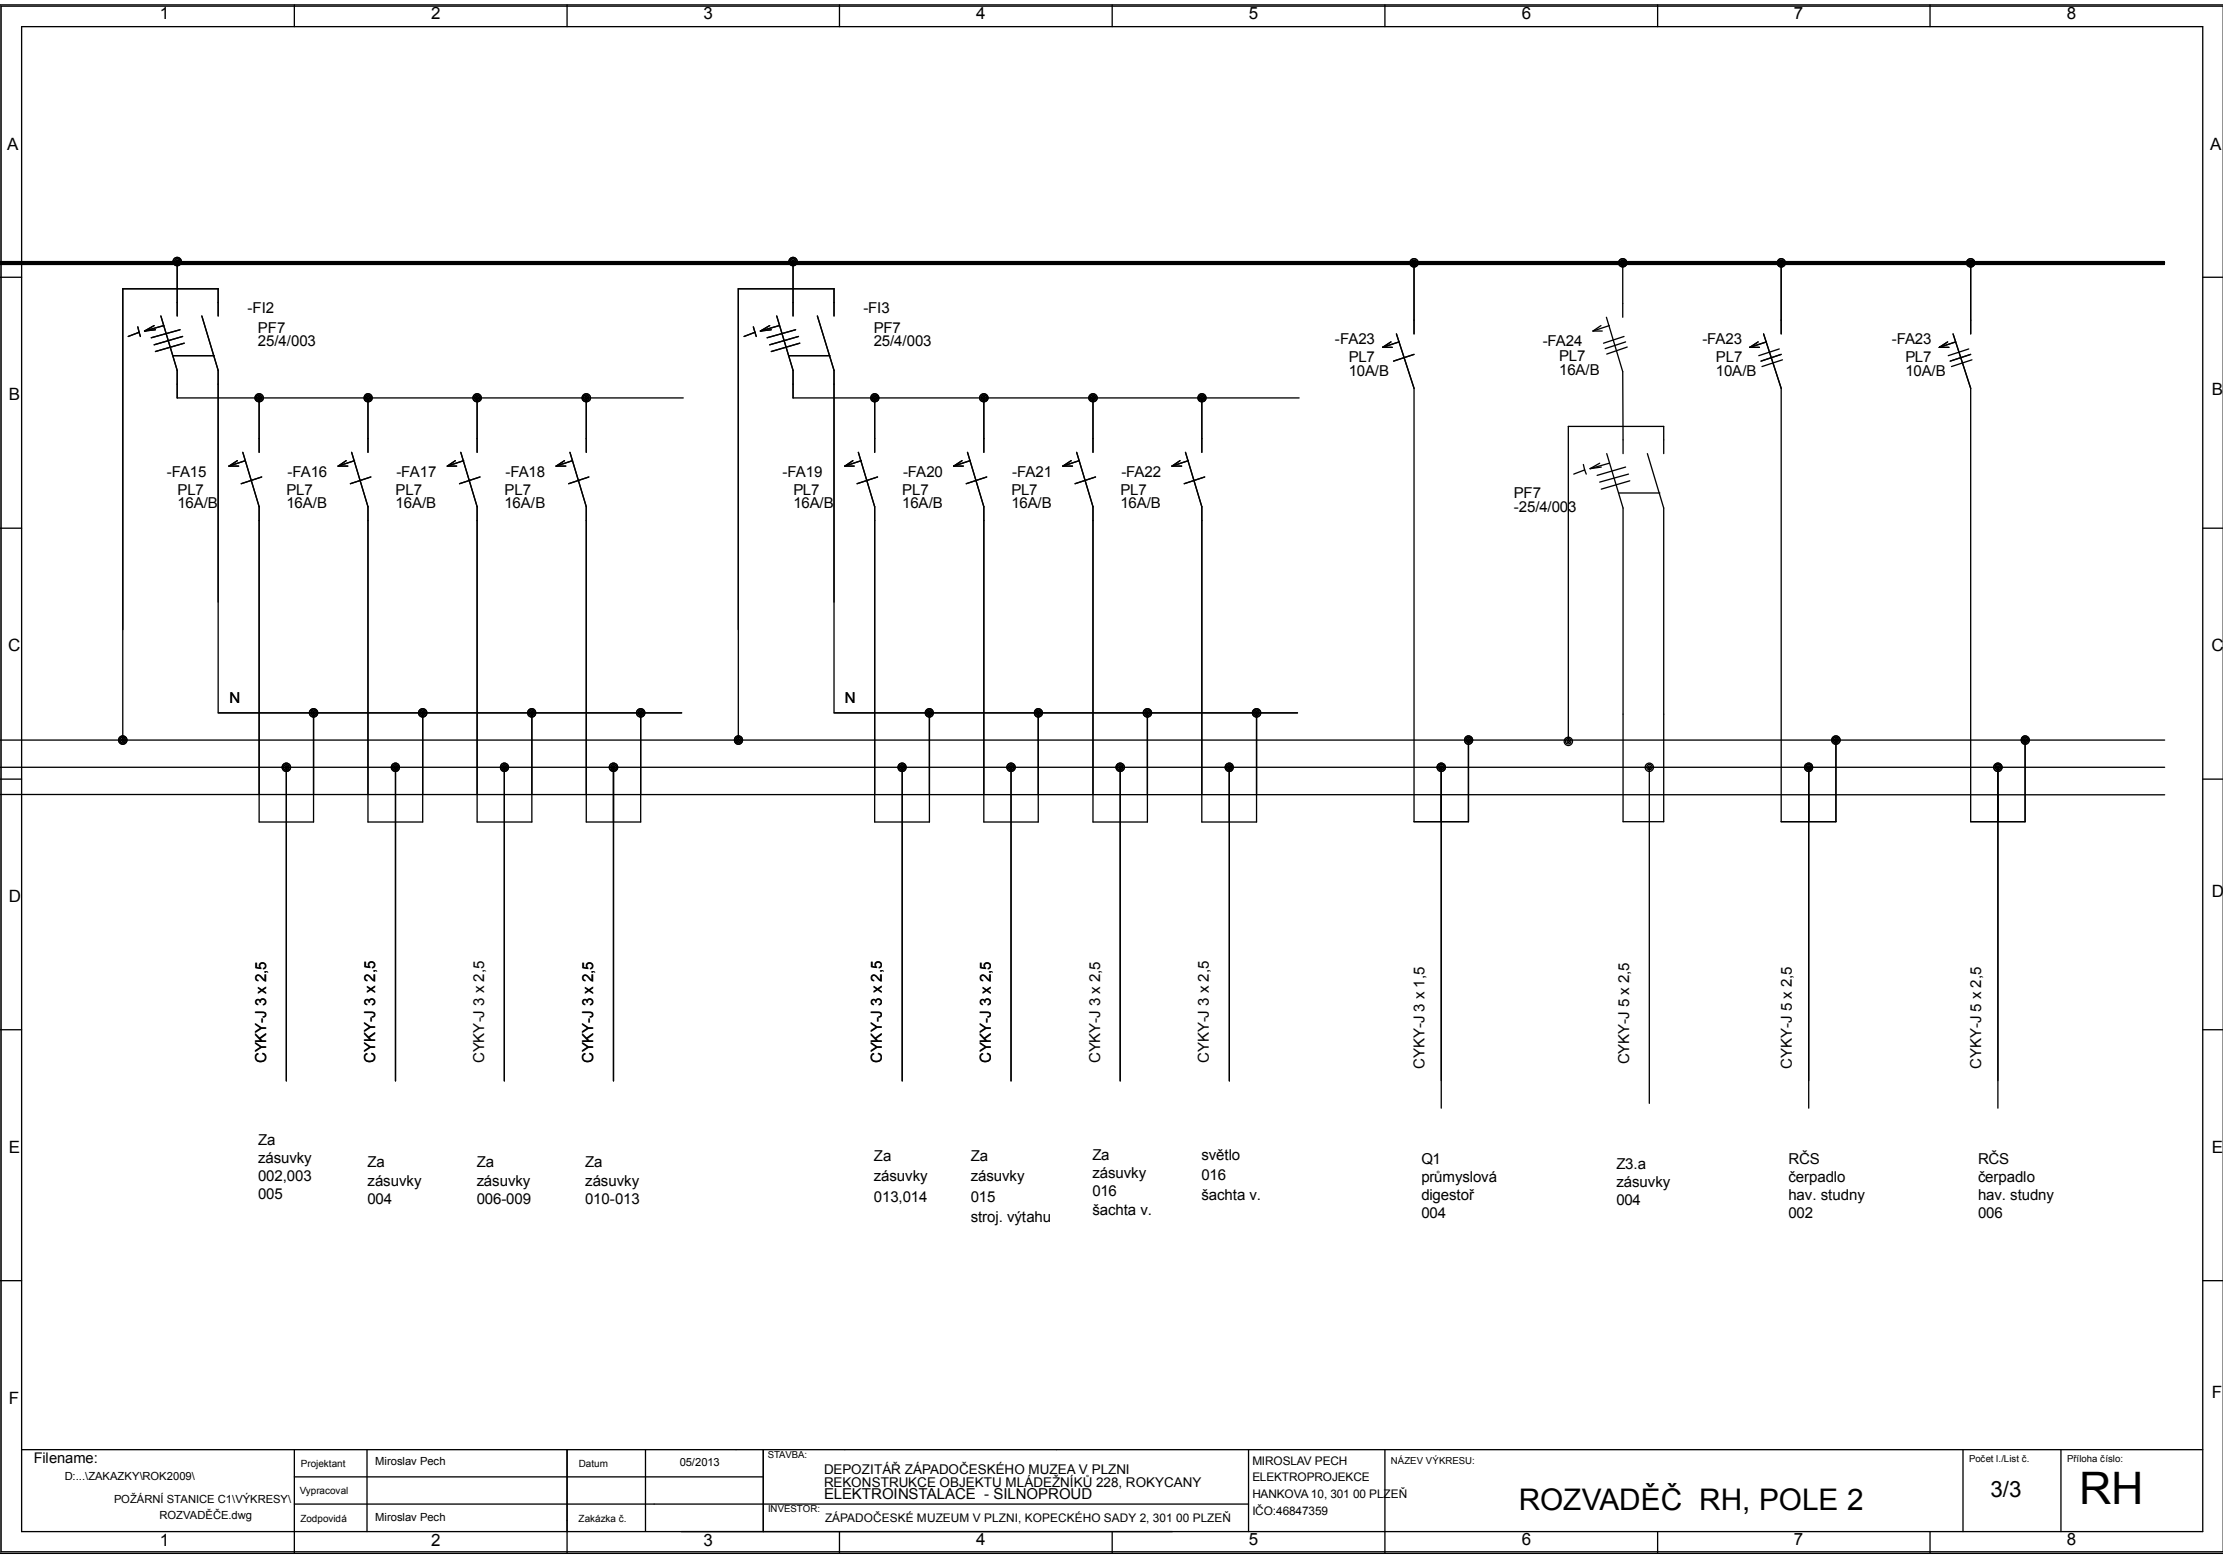 1 2 3 4 5 6 7 8
A A
-FI2
PF7
25/4/003
-FI3
PF7
25/4/003
-FA23
PL7
10A/B
-FA24
PL7
16A/B
-FA23
PL7
10A/B
-FA23
PL7
10A/B
B B
-FA15
PL7
16A/B
-FA16
PL7
16A/B
-FA17
PL7
16A/B
-FA18
PL7
16A/B
-FA19
PL7
16A/B
-FA20
PL7
16A/B
-FA21
PL7
16A/B
-FA22
PL7
16A/B
PF7
-25/4/003
C C
N
N
D D
CYKY-J 3 x 2,5
CYKY-J 3 x 2,5
CYKY-J 3 x 2,5
CYKY-J 3 x 2,5
CYKY-J 3 x 2,5
CYKY-J 3 x 2,5
CYKY-J 3 x 2,5
CYKY-J 3 x 2,5
CYKY-J 3 x 1,5
CYKY-J 5 x 2,5
CYKY-J 5 x 2,5
CYKY-J 5 x 2,5
E E
Za
zásuvky
002,003
005
Za
zásuvky
004
Za
zásuvky
006-009
Za
zásuvky
010-013
Za
zásuvky
013,014
Za
zásuvky
015
stroj. výtahu
Za
zásuvky
016
šachta v.
světlo
016
šachta v.
Q1
průmyslová
digestoř
004
Z3.a
zásuvky
004
RČS
čerpadlo
hav. studny
002
RČS
čerpadlo
hav. studny
006
F F
Filename:
D:...\ZAKAZKY\ROK2009\
POŽÁRNÍ STANICE C1\VÝKRESY\
ROZVADĚČE.dwg
Projektant Miroslav Pech Datum 05/2013
Vypracoval
Zodpovídá Miroslav Pech Zakázka č.
STAVBA:
DEPOZITÁŘ ZÁPADOČESKÉHO MUZEA V PLZNI
REKONSTRUKCE OBJEKTU MLÁDEŽNÍKŮ 228, ROKYCANY
ELEKTROINSTALACE - SILNOPROUD
INVESTOR:
ZÁPADOČESKÉ MUZEUM V PLZNI, KOPECKÉHO SADY 2, 301 00 PLZEŇ
MIROSLAV PECH
ELEKTROPROJEKCE
HANKOVA 10, 301 00 PLZEŇ
IČO:46847359
NÁZEV VÝKRESU:
ROZVADĚČ RH, POLE 2
Počet l./List č.
3/3
Příloha číslo:
RH
1 2 3 4 5 6 7 8